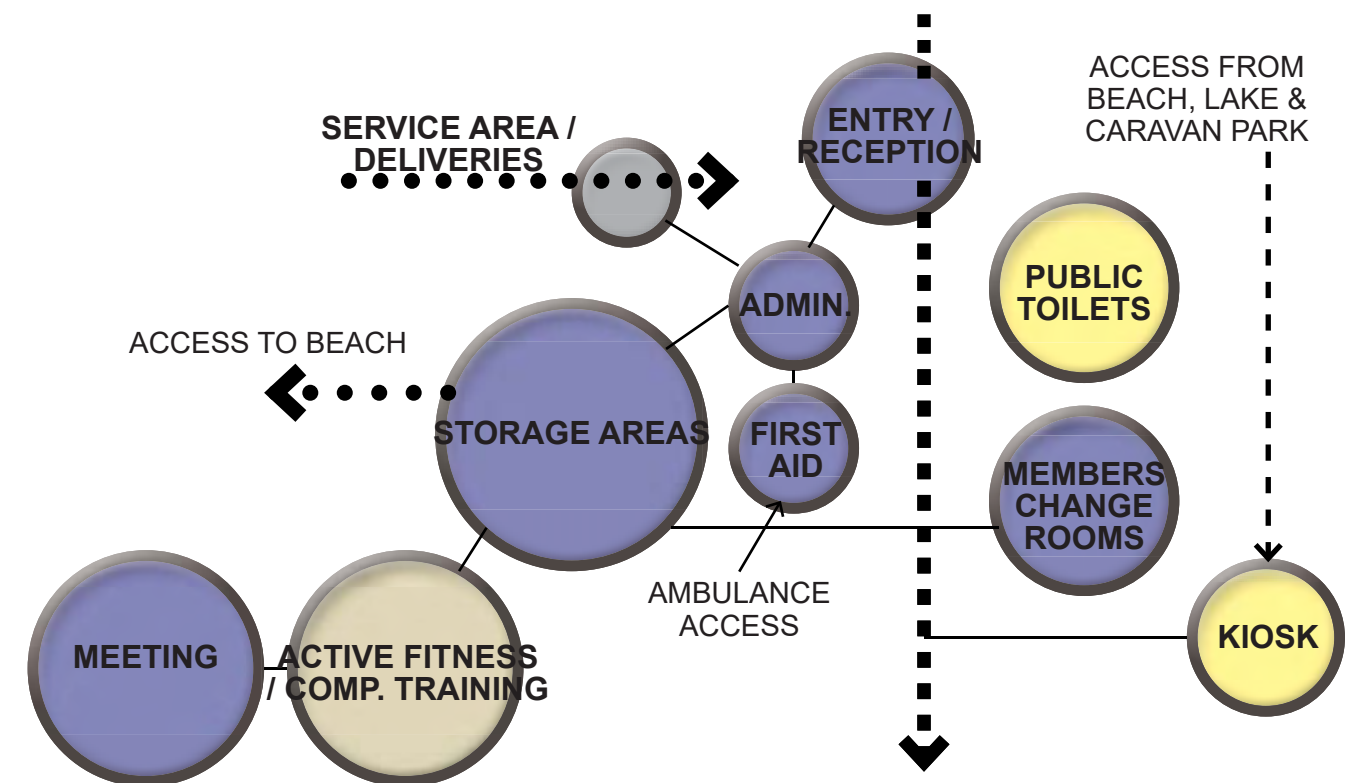 ACCESS FROM
BEACH, LAKE &
CARAVAN PARK
SERVICE AREA /
DELIVERIES
ENTRY /
RECEPTION
PUBLIC
TOILETS
ADMIN.
ACCESS TO BEACH
STORAGE AREAS
FIRST
AID
MEMBERS
CHANGE
ROOMS
AMBULANCE
ACCESS
KIOSK
MEETING
ACTIVE FITNESS
/ COMP. TRAINING